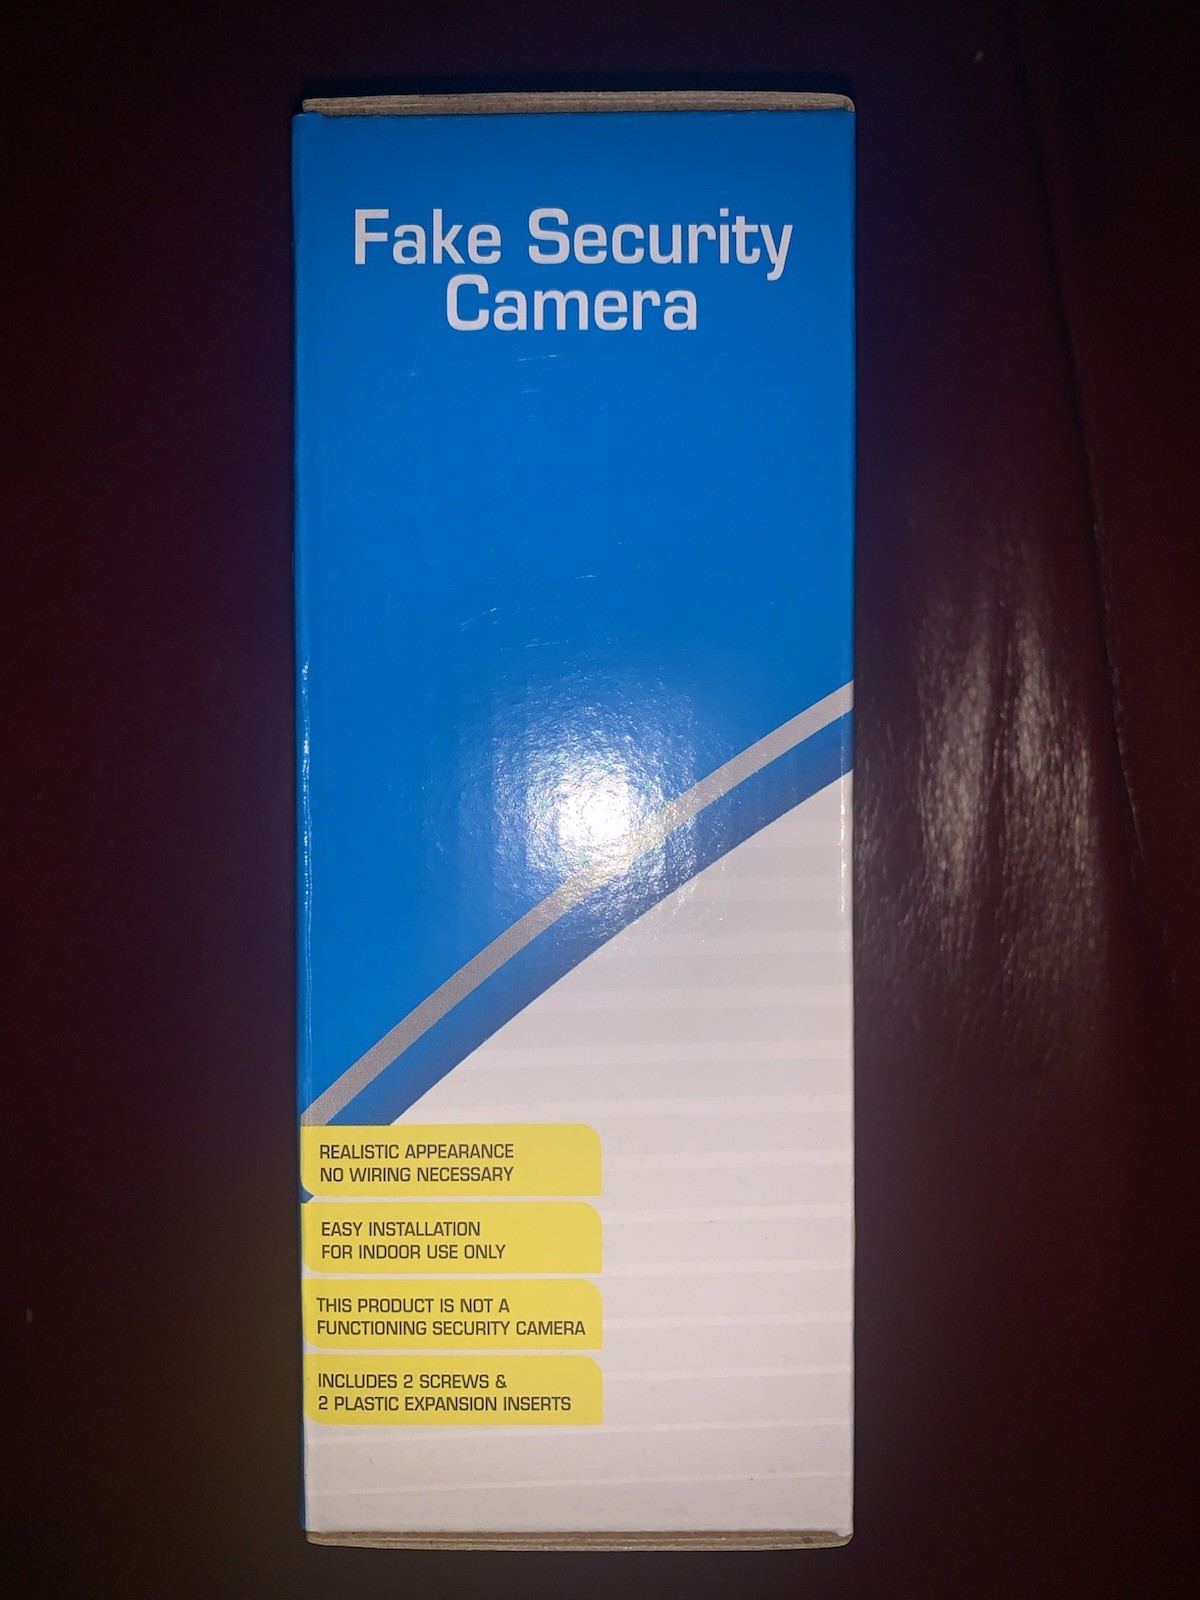 Fake Security
Camera
REALISTIC APPEARANCE
NO WIRING NECESSARY
EASY INSTALLATION
FOR INDOOR USE ONLY
THIS PRODUCT IS NOT A
FUNCTIONING SECURITY CAMERA
INCLUDES 2 SCREWS &
2 PLASTIC EXPANSION INSERTS